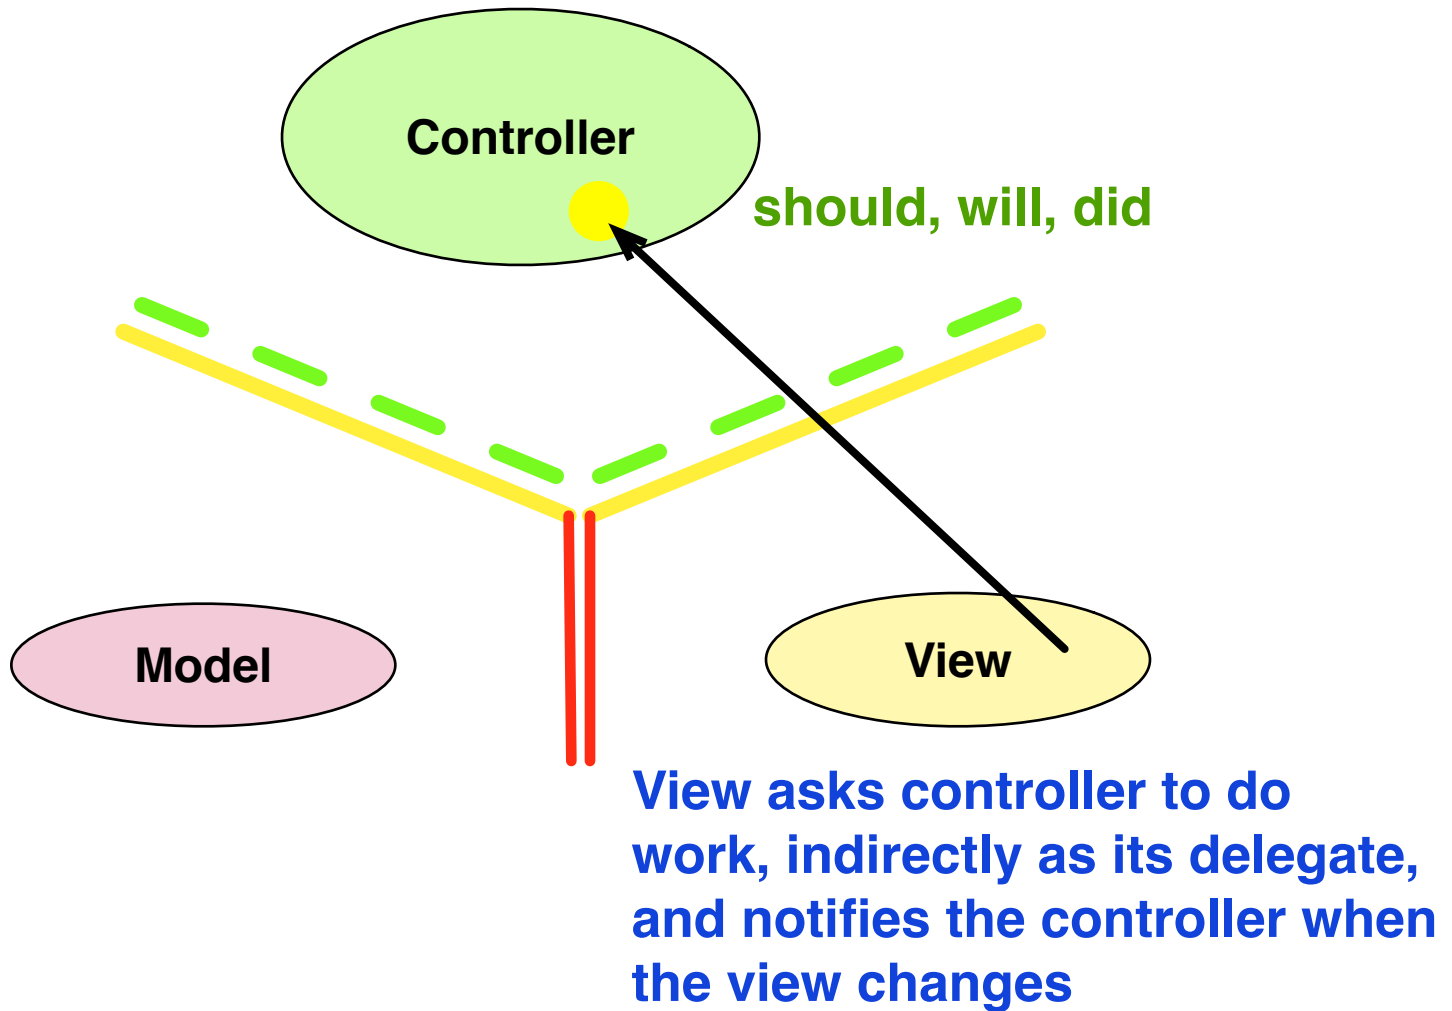 Controller
should, will, did
Model
View
View asks controller to do
work, indirectly as its delegate,
and notifies the controller when
the view changes